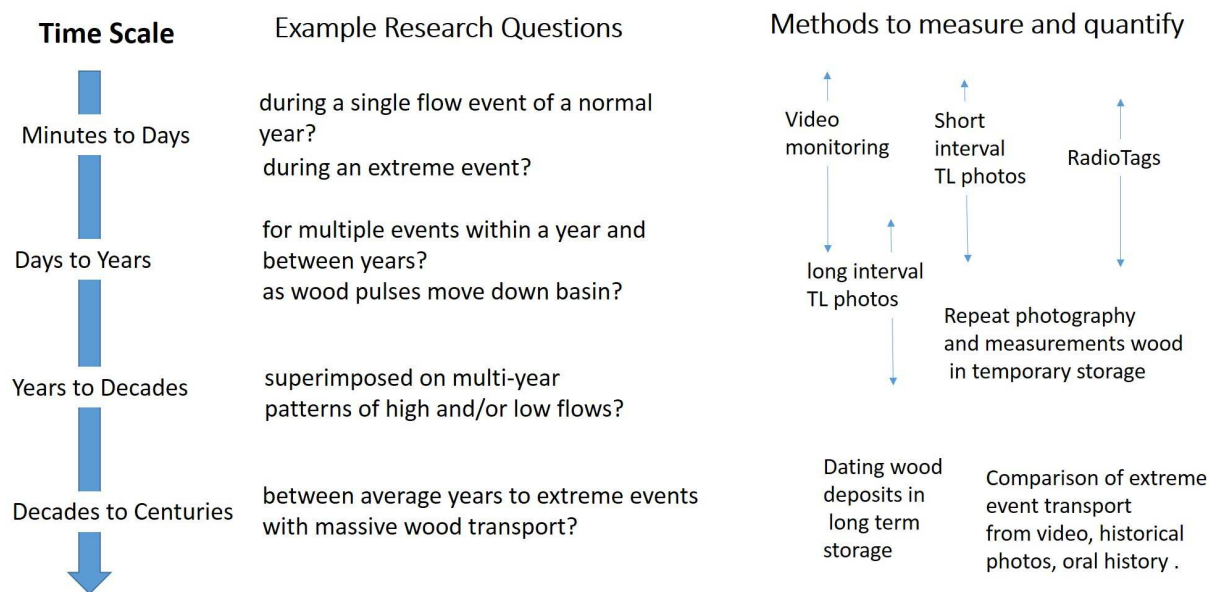 Time Scale
Example Research Questions
Methods to measure and quantify
Minutes to Days
during a single flow event of a normal
year?
during an extreme event?
Video
monitoring
Short
interval
TL photos
RadioTags
Days to Years
for multiple events within a year and
between years?
as wood pulses move down basin?
long interval
TL photos
Repeat photography
and measurements wood
in temporary storage
Years to Decades
superimposed on multi-year
patterns of high and/or low flows?
Decades to Centuries
between average years to extreme events
with massive wood transport?
Dating wood
deposits in
long term
storage
Comparison of extreme
event transport
from video, historical
photos, oral history .